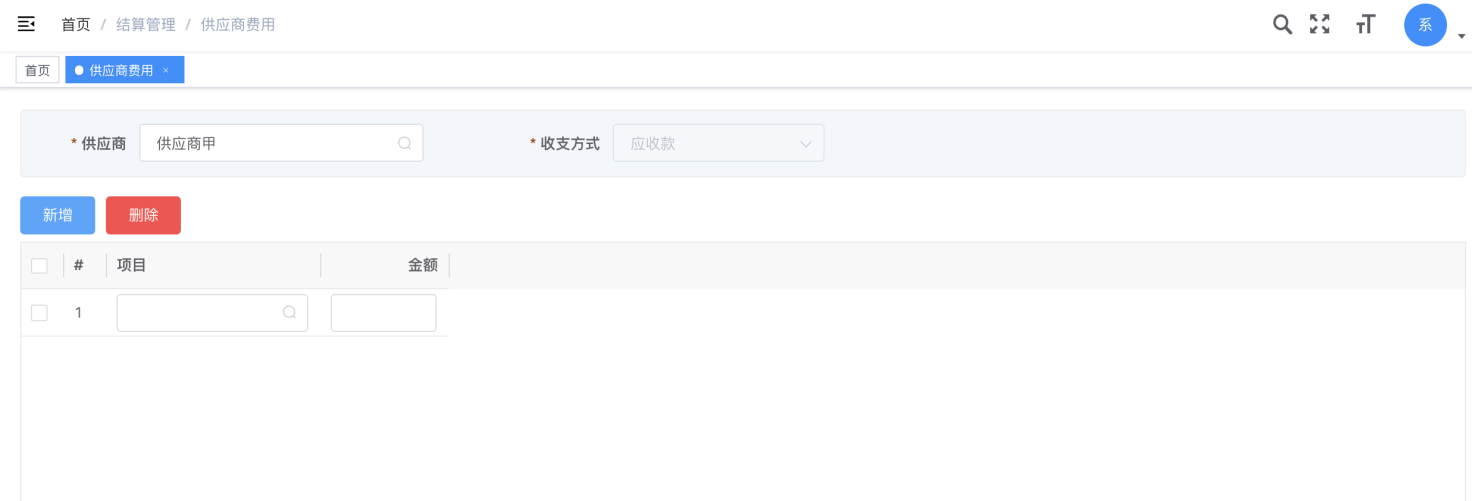 首页 / 结算管理 / 供应商费用
系
首页
供应商费用 ×
* 供应商 供应商甲 * 收支方式 应收款
新增 删除
# 项目 金额
1